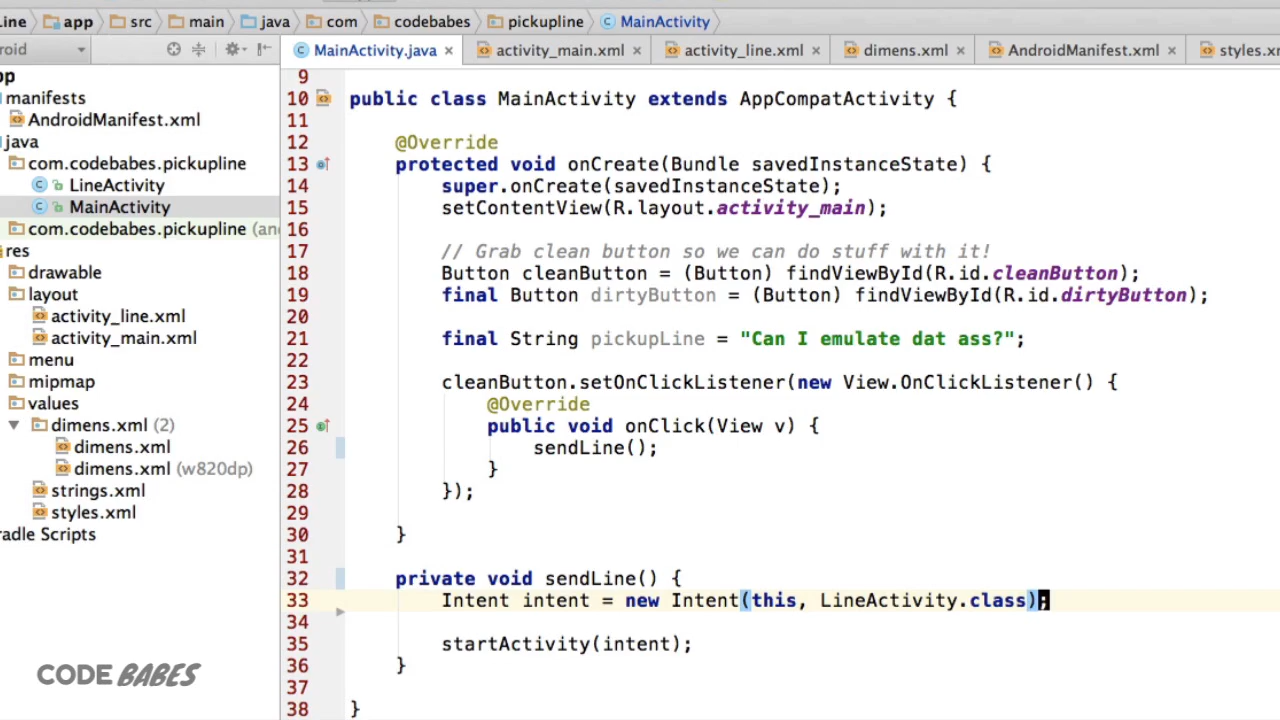 .ine app src main java com codebabes pickupline MainActivity
roid MainActivity.java × activity_main.xml × activity_line.xml × dimens.xml × AndroidManifest.xml × styles.xm
pp
manifests
AndroidManifest.xml
java
com.codebabes.pickupline
LineActivity
MainActivity
com.codebabes.pickupline (an
res
drawable
layout
activity_line.xml
activity_main.xml
menu
mipmap
values
dimens.xml (2)
dimens.xml
dimens.xml (w820dp)
strings.xml
styles.xml
radle Scripts
9
10 public class MainActivity extends AppCompatActivity {
11
12 @Override
13 protected void onCreate(Bundle savedInstanceState) {
14 super.onCreate(savedInstanceState);
15 setContentView(R.layout.activity_main);
16
17 // Grab clean button so we can do stuff with it!
18 Button cleanButton = (Button) findViewById(R.id.cleanButton);
19 final Button dirtyButton = (Button) findViewById(R.id.dirtyButton);
20
21 final String pickupLine = "Can I emulate dat ass?";
22
23 cleanButton.setOnClickListener(new View.OnClickListener() {
24 @Override
25 public void onClick(View v) {
26 sendLine();
27 }
28 });
29
30 }
31
32 private void sendLine() {
33 Intent intent = new Intent(this, LineActivity.class);
34
35 startActivity(intent);
36 }
37
38 }
CODE BABES